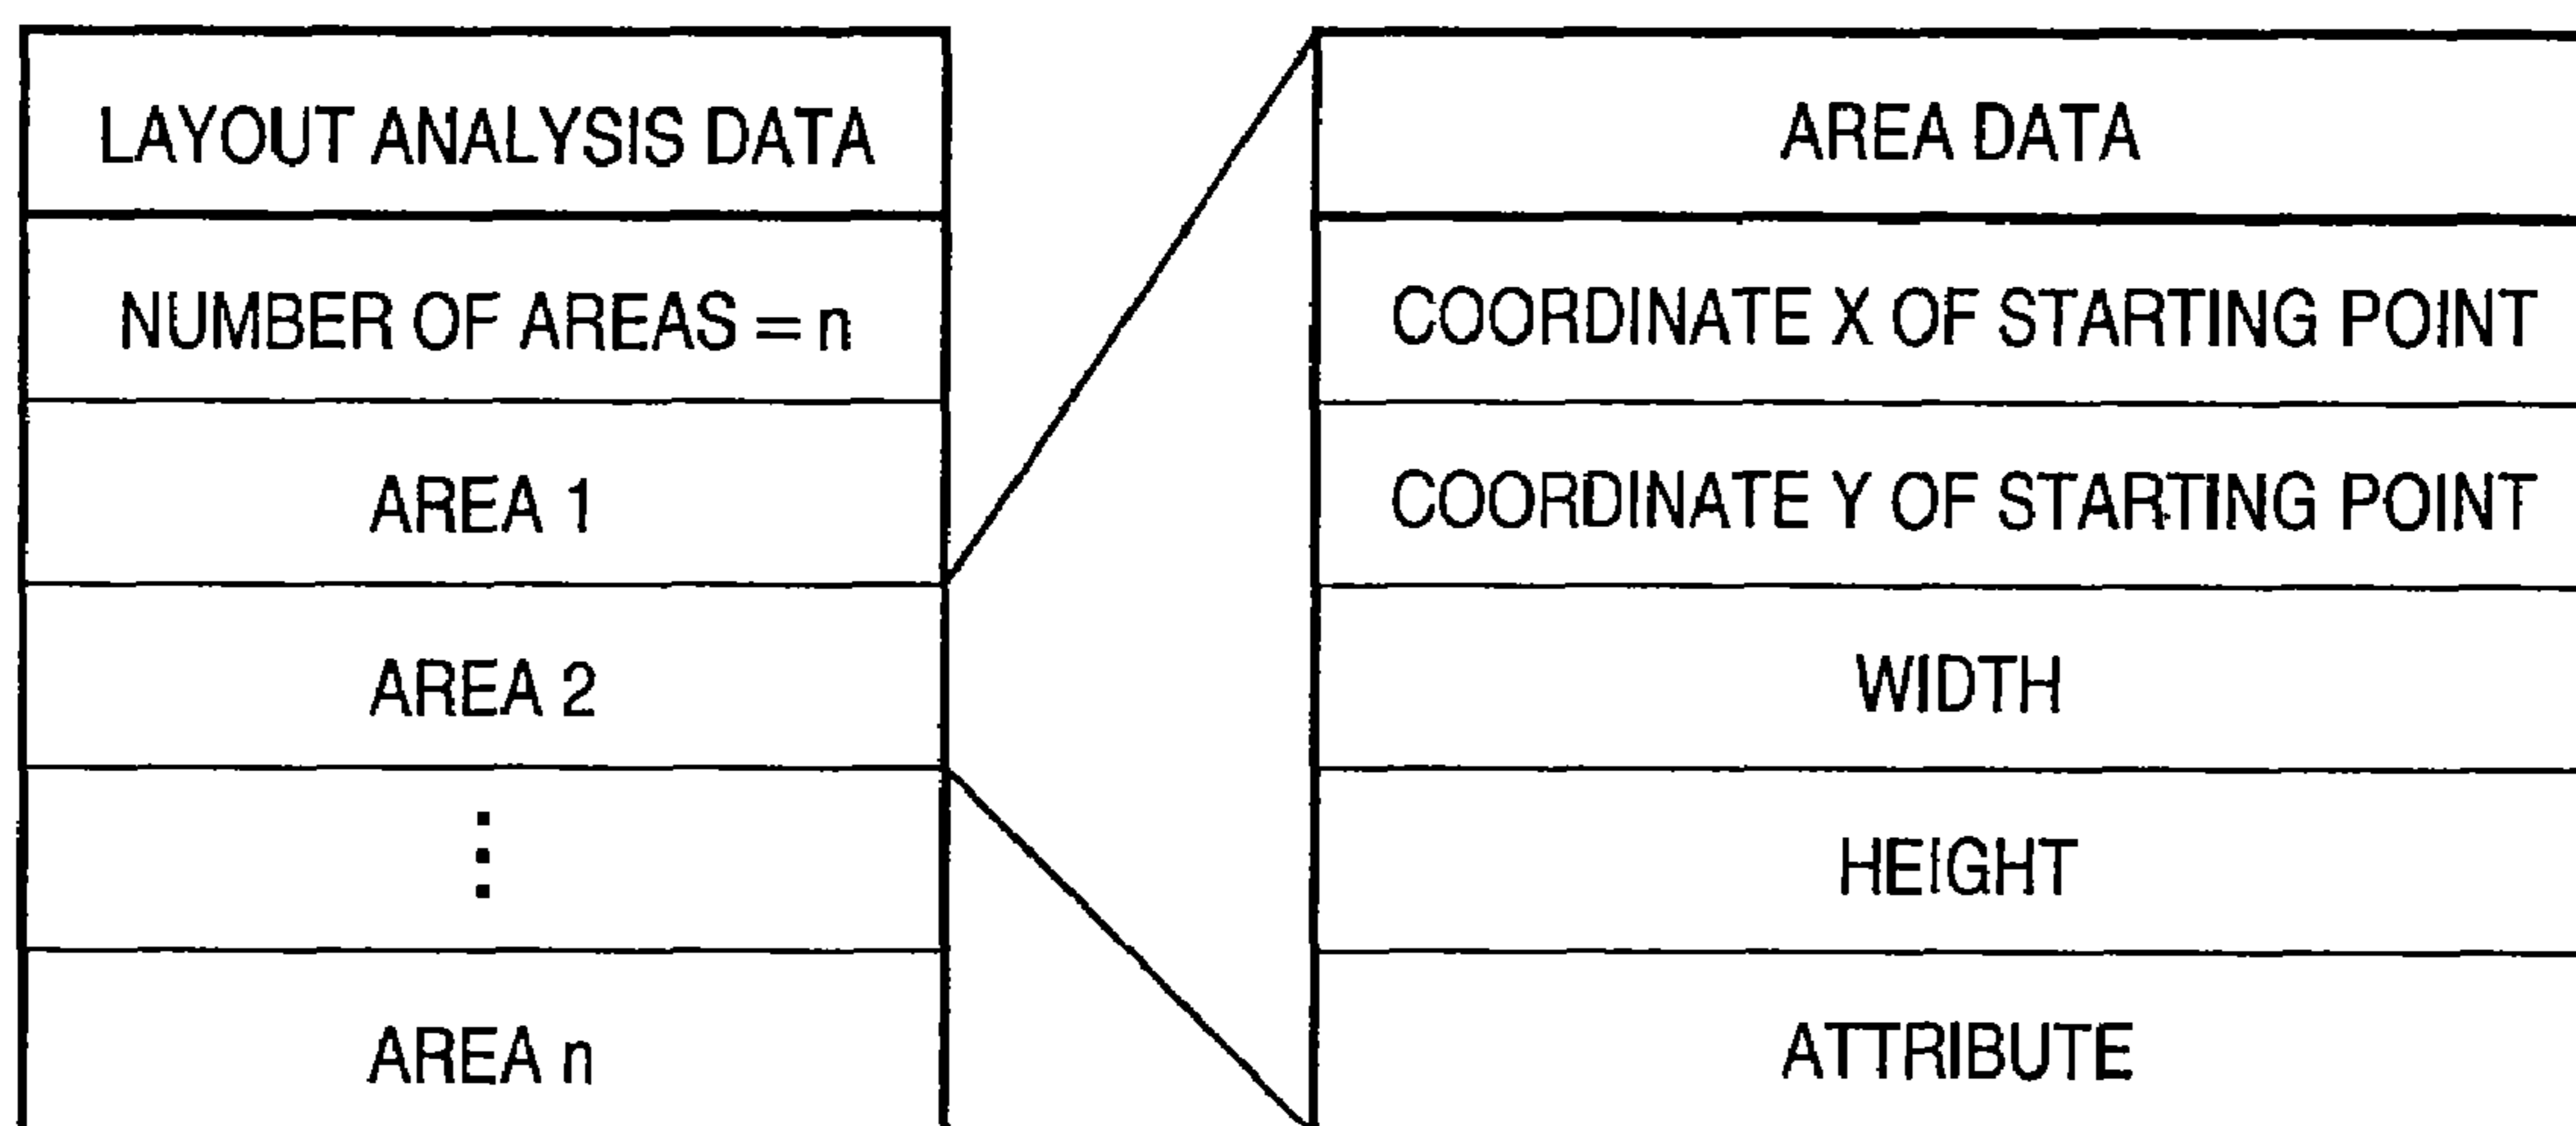 LAYOUT ANALYSIS DATA
NUMBER OF AREAS = n
AREA 1
AREA 2
AREA n
AREA DATA
COORDINATE X OF STARTING POINT
COORDINATE Y OF STARTING POINT
WIDTH
HEIGHT
ATTRIBUTE